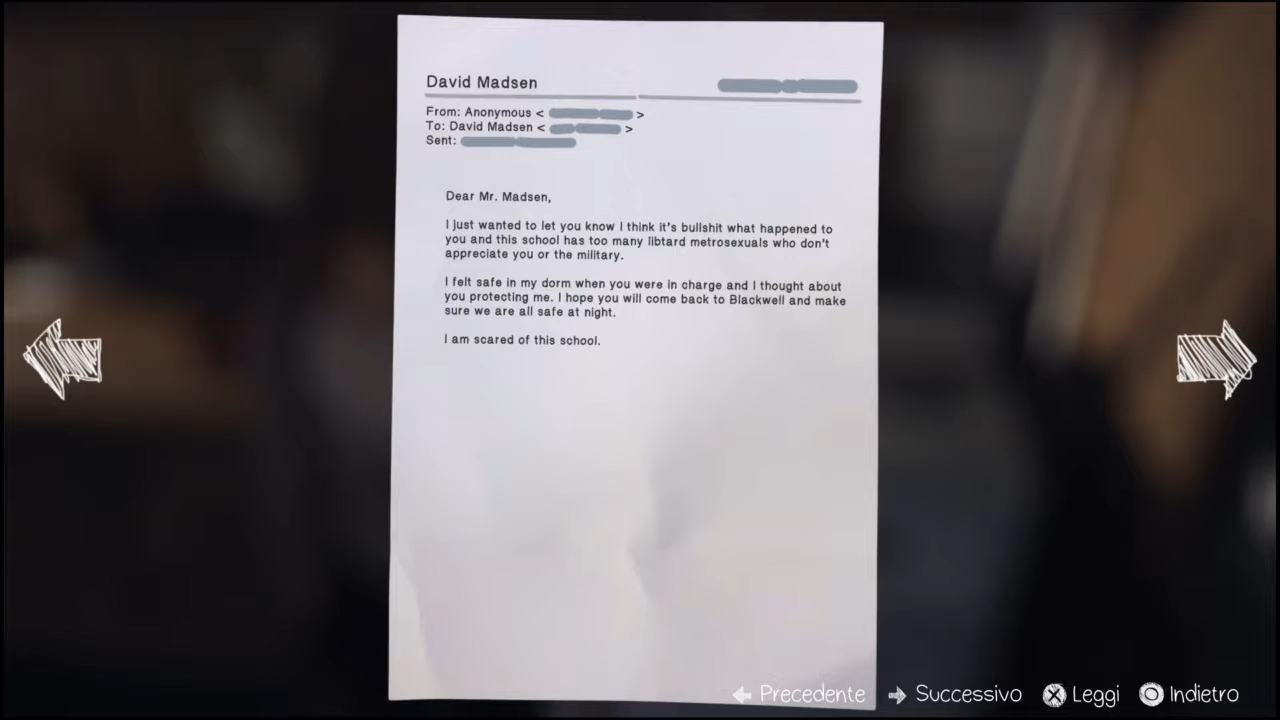 David Madsen
From: Anonymous < >
To: David Madsen < >
Sent:
Dear Mr. Madsen,
I just wanted to let you know I think it's bullshit what happened to
you and this school has too many libtard metrosexuals who don't
appreciate you or the military.
I felt safe in my dorm when you were in charge and I thought about
you protecting me. I hope you will come back to Blackwell and make
sure we are all safe at night.
I am scared of this school.
Precedente Successivo Leggi Indietro